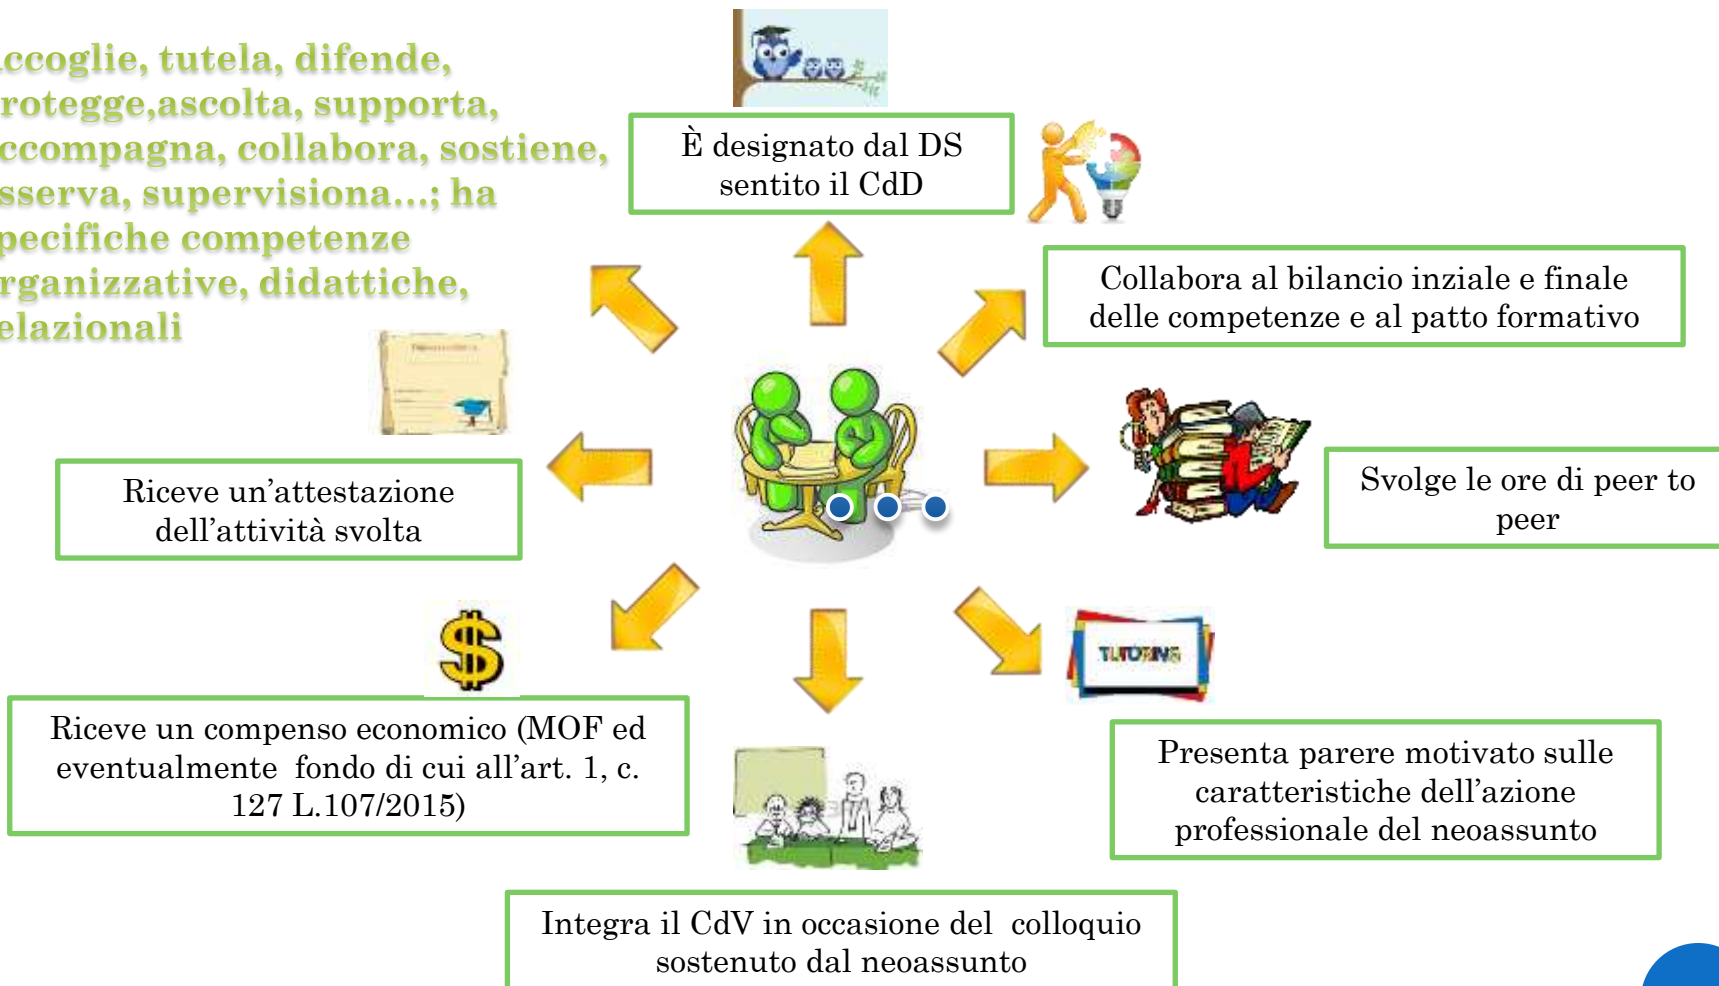 ccoglie, tutela, difende,
rotegge,ascolta, supporta,
ccompagna, collabora, sostiene,
sserva, supervisiona...; ha
pecifiche competenze
rganizzative, didattiche,
elazionali
È designato dal DS
sentito il CdD
Collabora al bilancio inziale e finale
delle competenze e al patto formativo
Svolge le ore di peer to
peer
TUTORING
Presenta parere motivato sulle
caratteristiche dell’azione
professionale del neoassunto
Integra il CdV in occasione del  colloquio
sostenuto dal neoassunto
Riceve un compenso economico (MOF ed
eventualmente  fondo di cui all’art. 1, c.
127 L.107/2015)
$
Riceve un’attestazione
dell’attività svolta